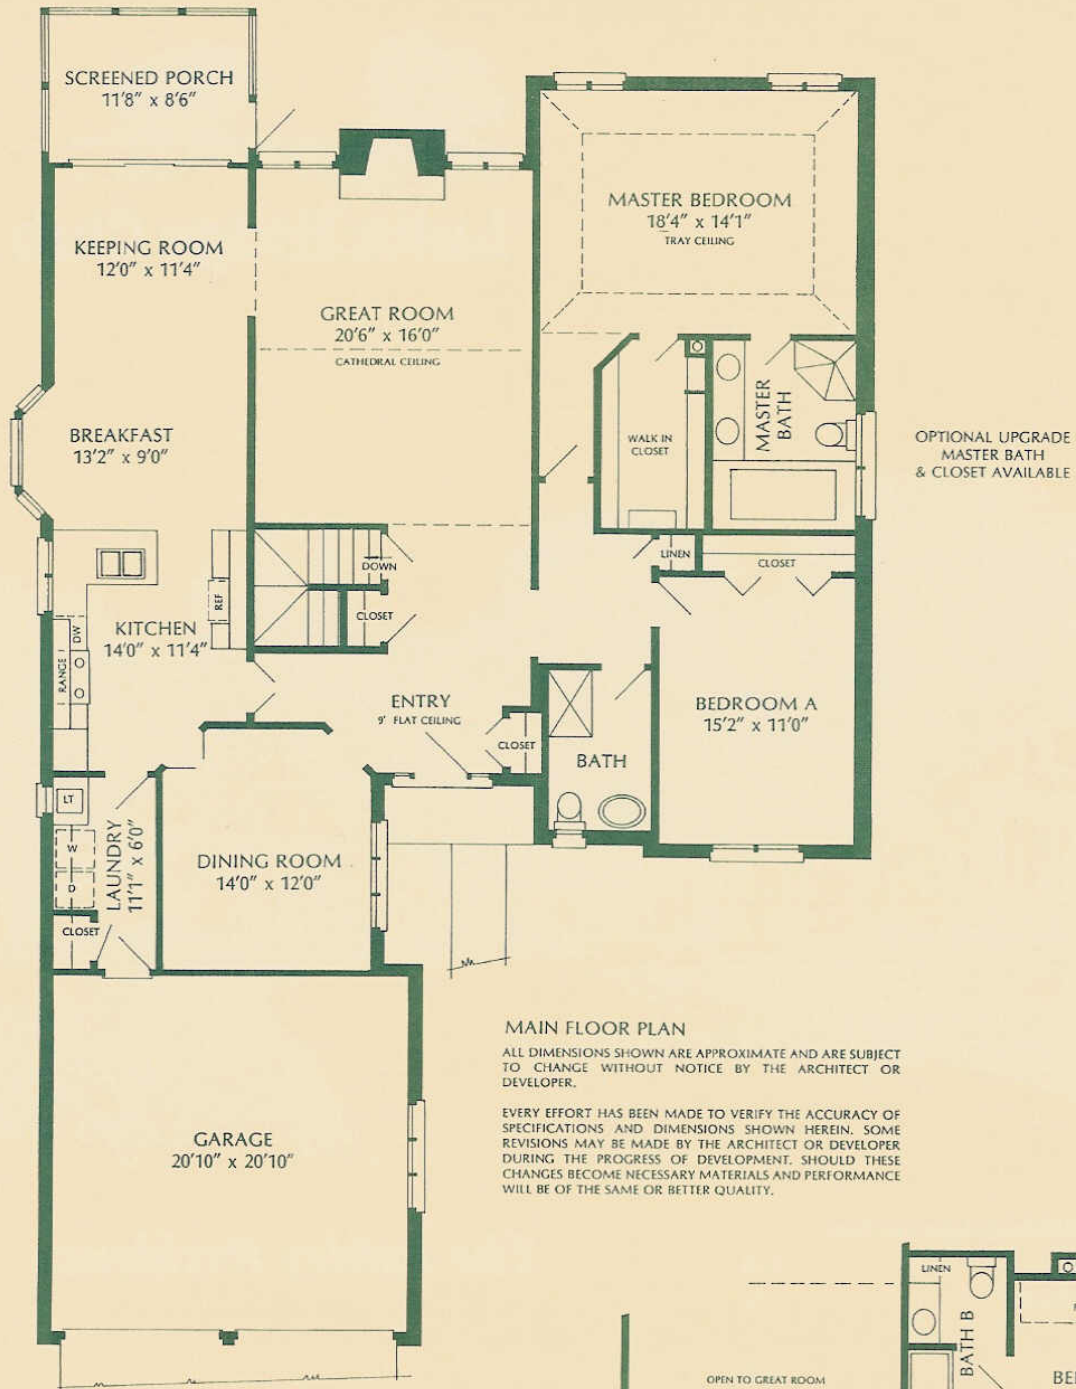 SCREENED PORCH
11'8" x 8'6"
KEEPING ROOM
12'0" x 11'4"
GREAT ROOM
20'6" x 16'0"
CATHEDRAL CEILING
MASTER BEDROOM
18'4" x 14'1"
TRAY CEILING
BREAKFAST
13'2" x 9'0"
WALK IN
CLOSET
MASTER
BATH
OPTIONAL UPGRADE
MASTER BATH
& CLOSET AVAILABLE
DOWN
CLOSET
LINEN
CLOSET
REF
DW
RANGE
KITCHEN
14'0" x 11'4"
ENTRY
9' FLAT CEILING
CLOSET
BATH
BEDROOM A
15'2" x 11'0"
LT
W
D
LAUNDRY
11'1" x 6'0"
CLOSET
DINING ROOM
14'0" x 12'0"
MAIN FLOOR PLAN
ALL DIMENSIONS SHOWN ARE APPROXIMATE AND ARE SUBJECT
TO CHANGE WITHOUT NOTICE BY THE ARCHITECT OR
DEVELOPER.
EVERY EFFORT HAS BEEN MADE TO VERIFY THE ACCURACY OF
SPECIFICATIONS AND DIMENSIONS SHOWN HEREIN. SOME
REVISIONS MAY BE MADE BY THE ARCHITECT OR DEVELOPER
DURING THE PROGRESS OF DEVELOPMENT. SHOULD THESE
CHANGES BECOME NECESSARY MATERIALS AND PERFORMANCE
WILL BE OF THE SAME OR BETTER QUALITY.
GARAGE
20'10" x 20'10"
LINEN
BATH B
OPEN TO GREAT ROOM